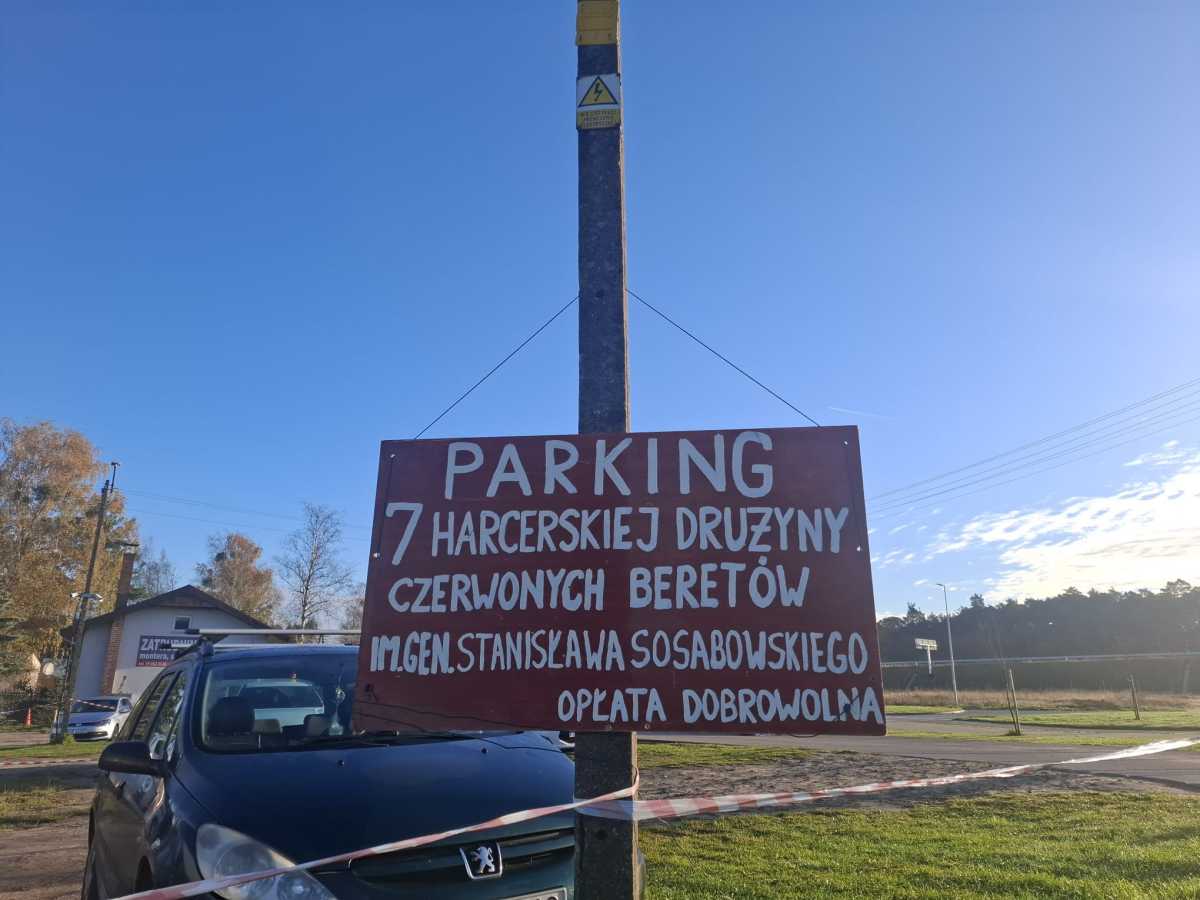 PARKING
7 HARCERSKIEJ DRUŻYNY
CZERWONYCH BERETÓW
IM.GEN.STANISŁAWA SOSABOWSKIEGO
OPŁATA DOBROWOLNA